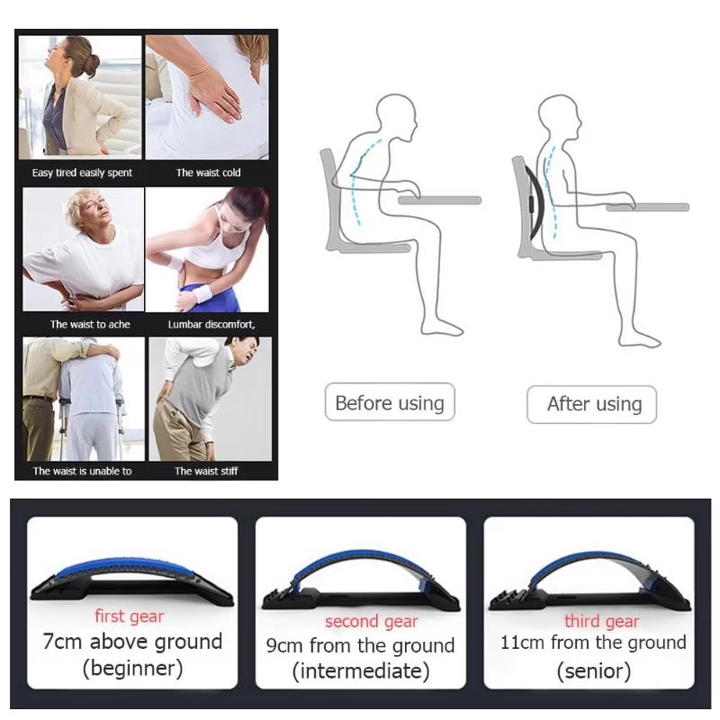 Easy tired easily spent
The waist cold
The waist to ache
Lumbar discomfort,
The waist is unable to
The waist stiff
Before using
After using
first gear
7cm above ground
(beginner)
second gear
9cm from the ground
(intermediate)
third gear
11cm from the ground
(senior)